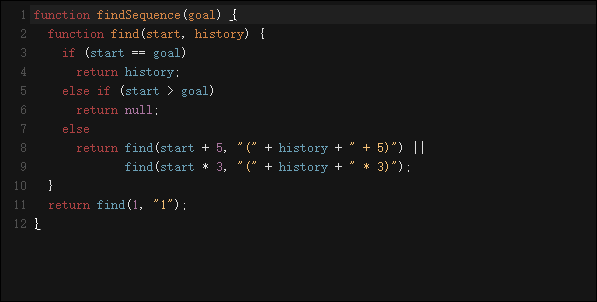 1 function findSequence(goal) {
2   function find(start, history) {
3     if (start == goal)
4       return history;
5     else if (start > goal)
6       return null;
7     else
8       return find(start + 5, "(" + history + " + 5)") ||
9              find(start * 3, "(" + history + " * 3)");
10   }
11   return find(1, "1");
12 }